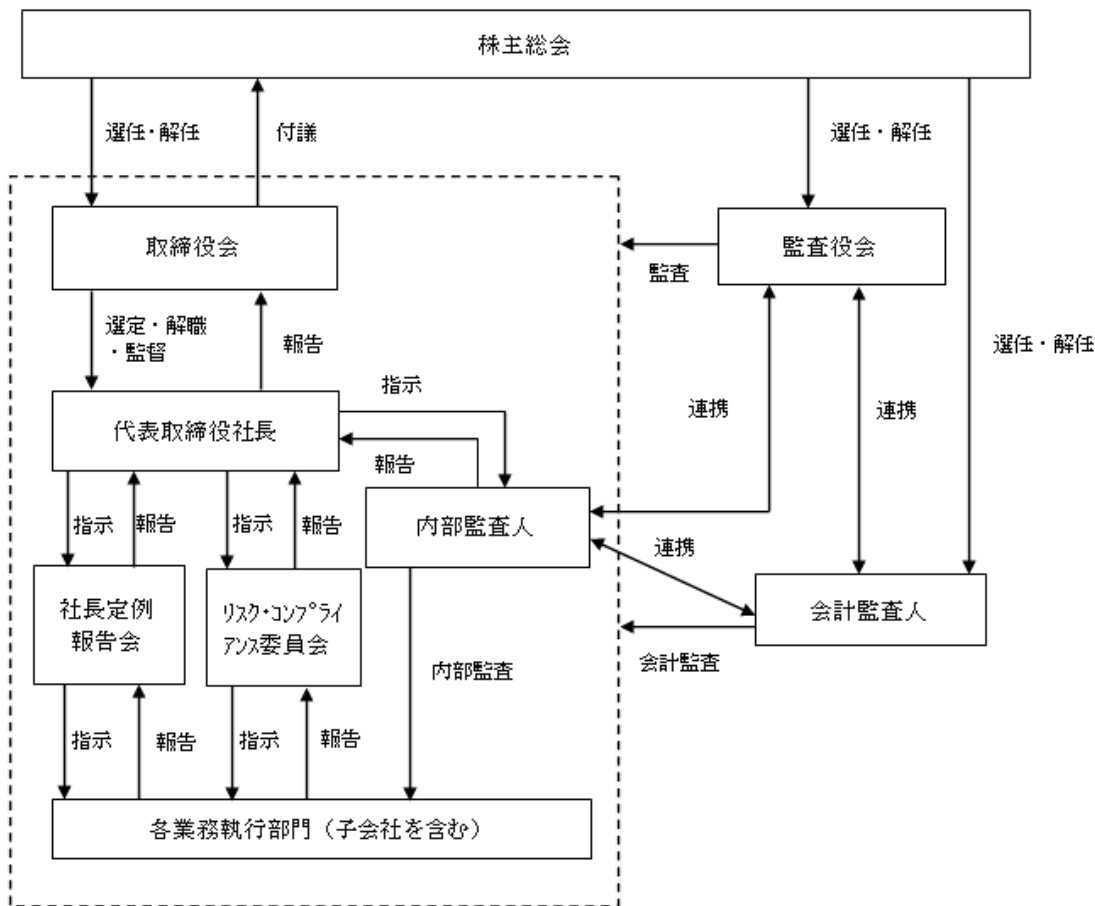 株主総会
選任・解任
付議
選任・解任
取締役会
監査役会
監査
選定・解職
・監督
報告
選任・解任
指示
代表取締役社長
連携
連携
報告
指示
報告
指示
報告
内部監査人
連携
社長定例
報告会
リスク・コンプライ
アンス委員会
会計監査人
会計監査
内部監査
指示
報告
指示
報告
各業務執行部門（子会社を含む）